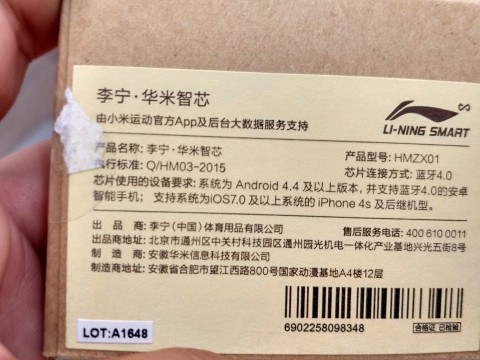 李宁·华米智芯
由小米运动官方App及后台大数据服务支持
LI-NING SMART
产品名称: 李宁·华米智芯
产品型号: HMZX01
执行标准: Q/HM03-2015
芯片连接方式: 蓝牙4.0
芯片使用的设备要求: 系统为 Android 4.4 及以上版本, 并支持蓝牙4.0的安卓
智能手机; 支持系统为iOS7.0 及以上系统的 iPhone 4s 及后继机型。
出 品 商: 李宁(中国)体育用品有限公司
售后服务电话: 400 610 0011
出品商地址: 北京市通州区中关村科技园区通州园光机电一体化产业基地兴光五街8号
制 造 商: 安徽华米信息科技有限公司
制造商地址: 安徽省合肥市望江西路800号国家动漫基地A4楼12层
LOT:A1648
6902258098348
合格证 已检验